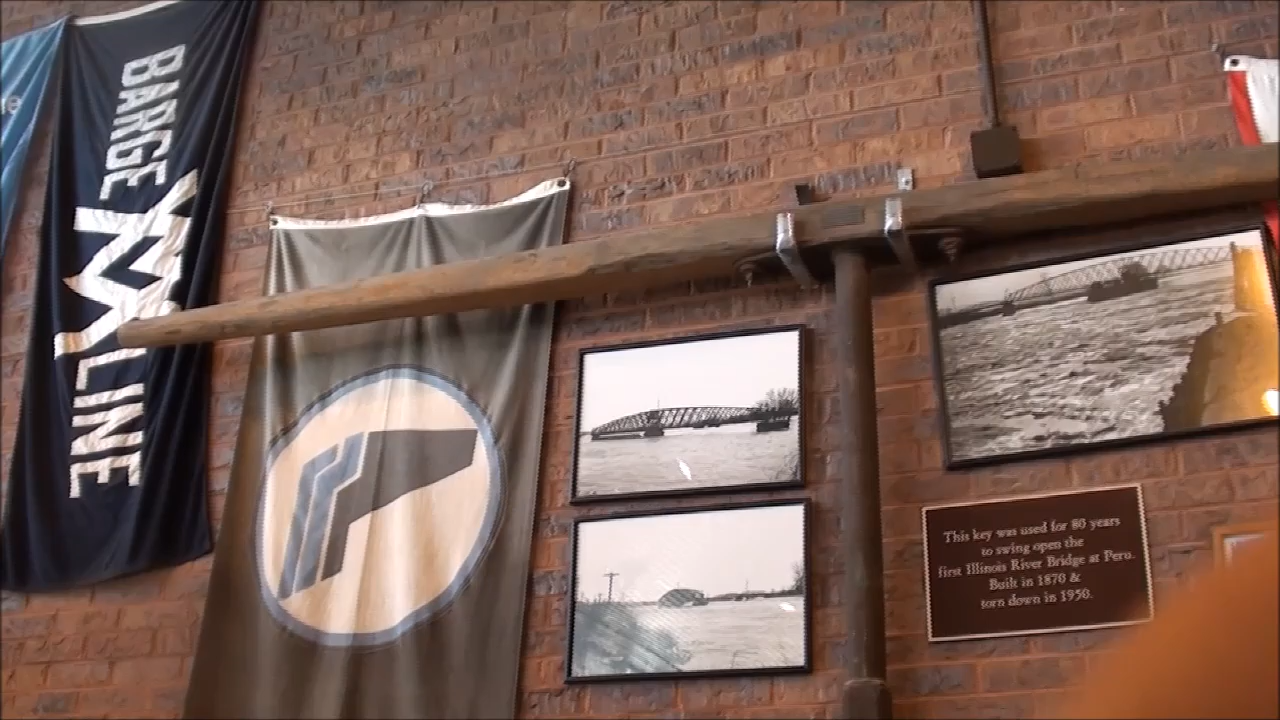 BARGE
LINE
This key was used for 80 years
to swing open the
first Illinois River Bridge at Peru.
Built in 1870 &
torn down in 1950.